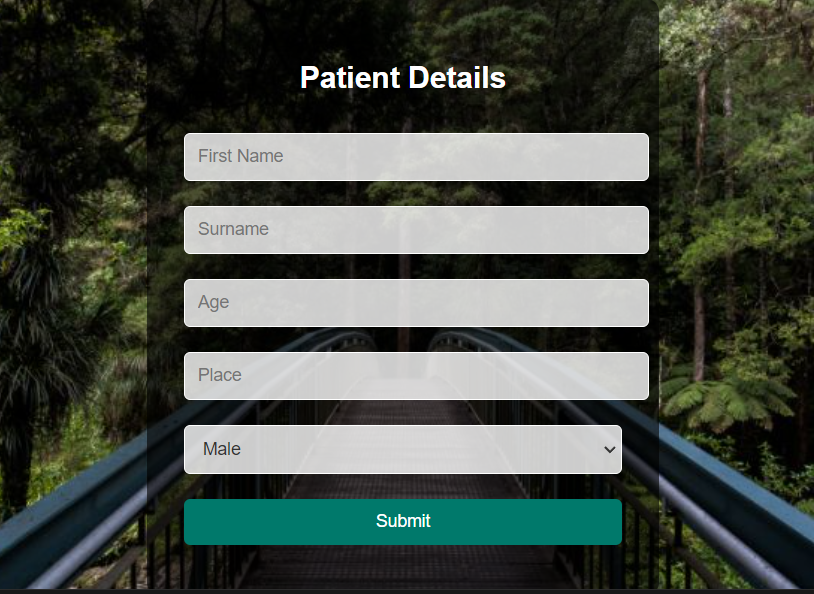 Patient Details
First Name
Surname
Age
Place
Male
Submit